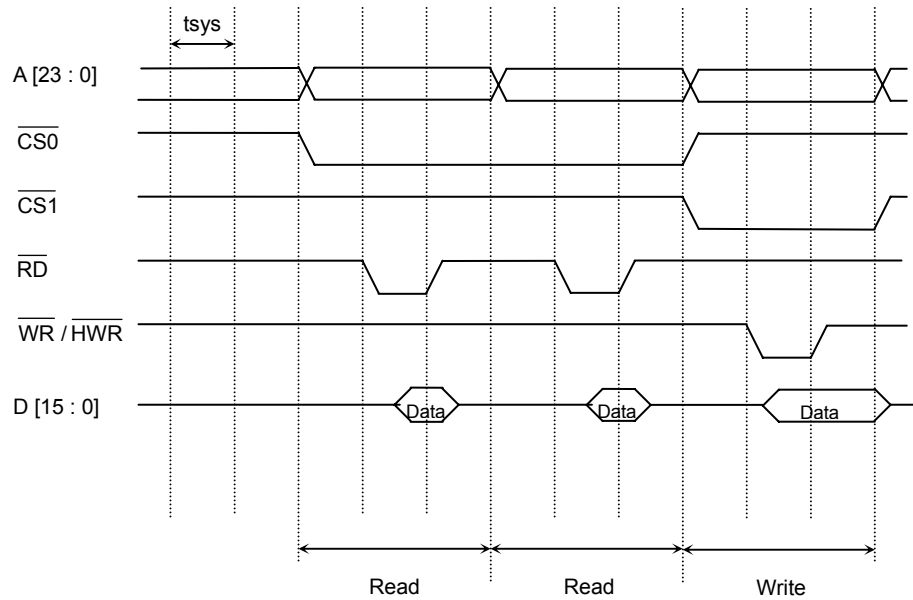 tsys
A [23 : 0]
CS0
CS1
RD
WR / HWR
D [15 : 0]
Data
Data
Data
Read
Read
Write